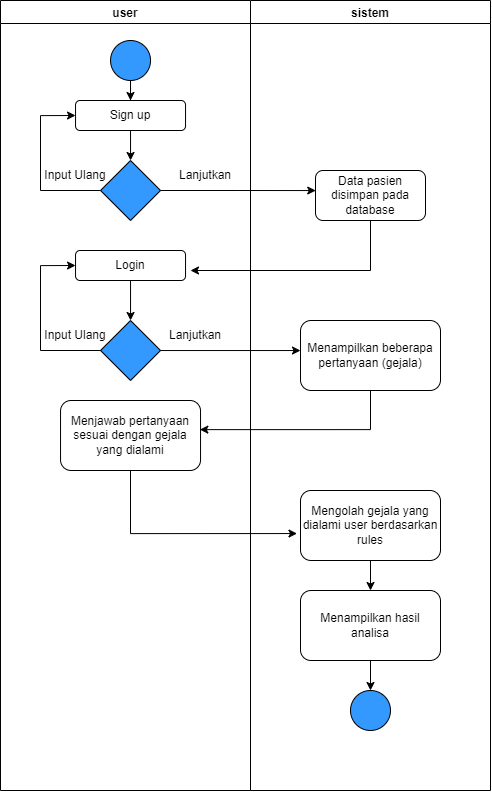 user
sistem
Sign up
Input Ulang
Lanjutkan
Data pasien
disimpan pada
database
Login
Input Ulang
Lanjutkan
Menampilkan beberapa
pertanyaan (gejala)
Menjawab pertanyaan
sesuai dengan gejala
yang dialami
Mengolah gejala yang
dialami user berdasarkan
rules
Menampilkan hasil
analisa